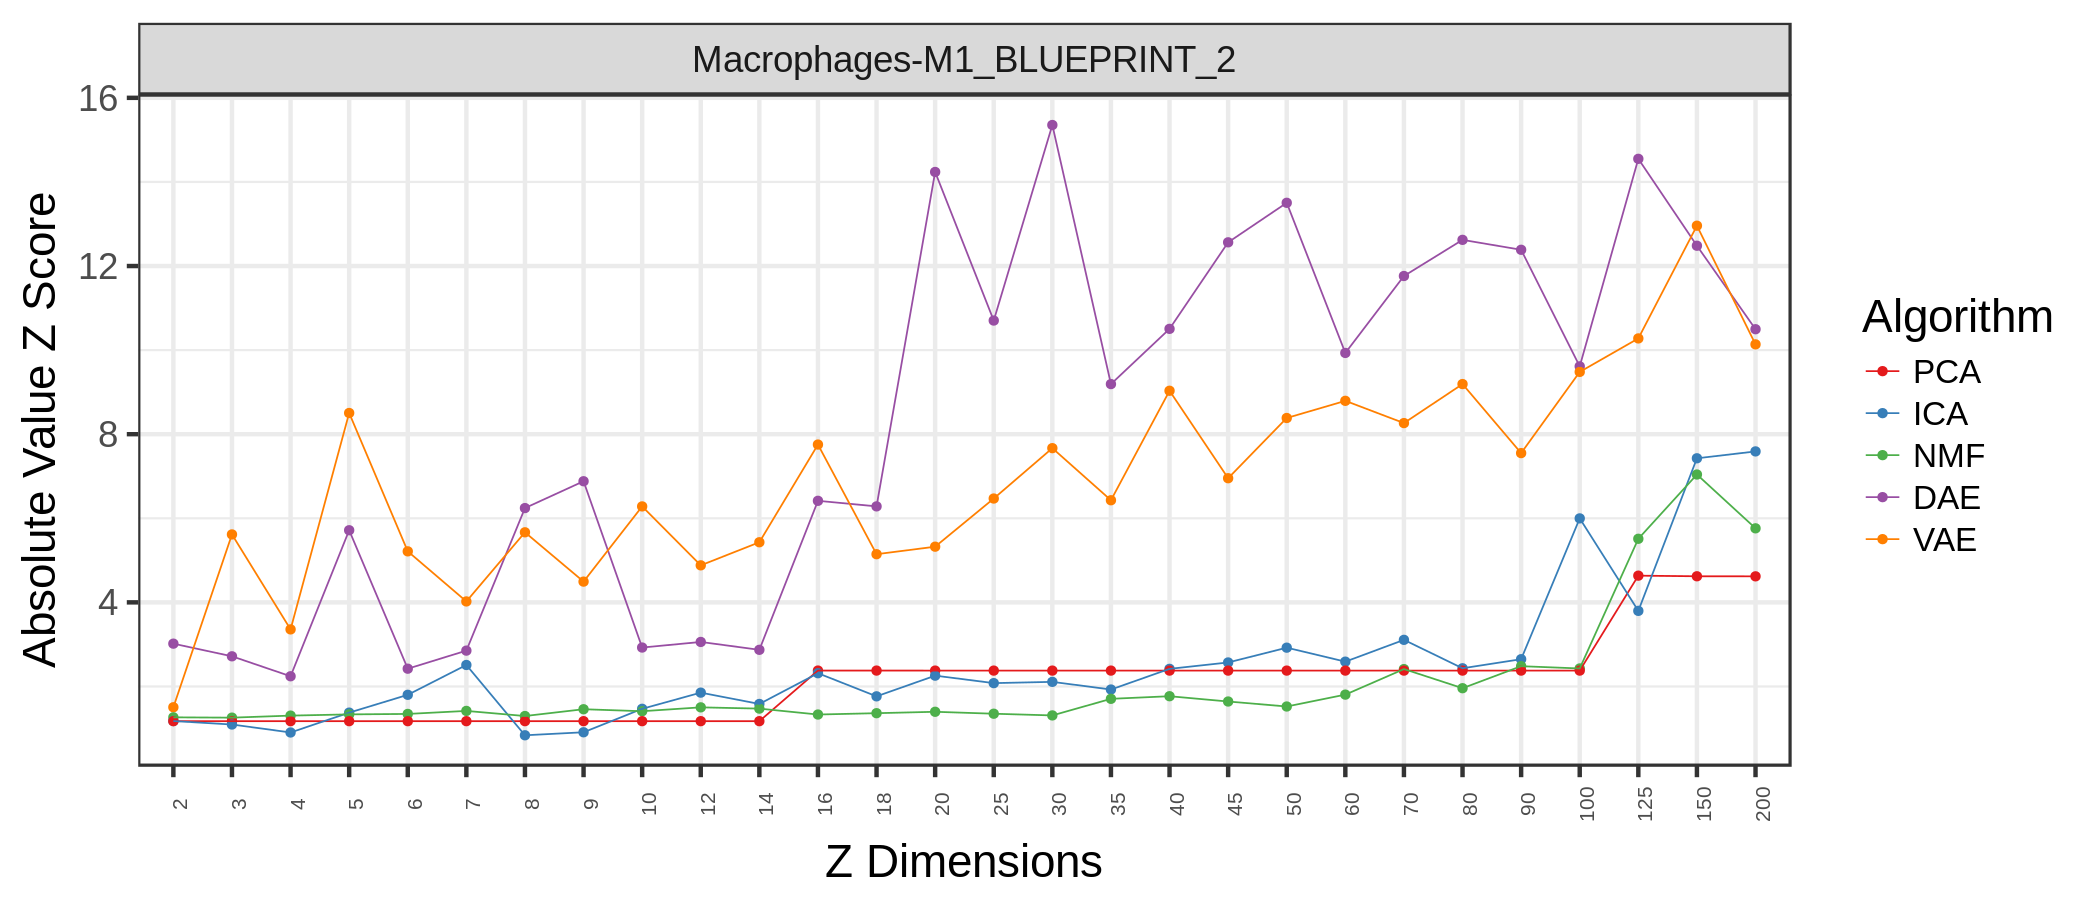 Macrophages-M1_BLUEPRINT_2
16
12
8
4
Absolute Value Z Score
2 3 4 5 6 7 8 9 10 12 14 16 18 20 25 30 35 40 45 50 60 70 80 90 100 125 150 200
Z Dimensions
Algorithm
PCA
ICA
NMF
DAE
VAE